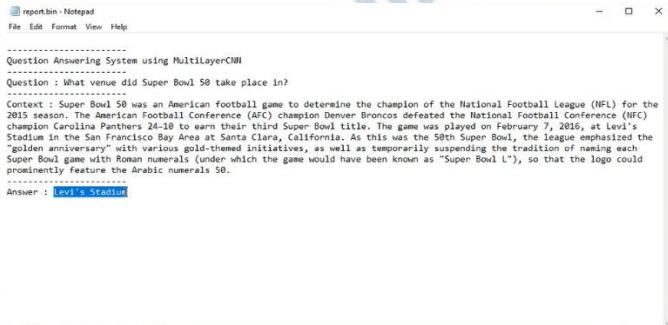 report.bin - Notepad
File Edit Format View Help
-----------------------
Question Answering System using MultiLayerCNN
-----------------------
Question : What venue did Super Bowl 50 take place in?
-----------------------
Context : Super Bowl 50 was an American football game to determine the champion of the National Football League (NFL) for the
2015 season. The American Football Conference (AFC) champion Denver Broncos defeated the National Football Conference (NFC)
champion Carolina Panthers 24–10 to earn their third Super Bowl title. The game was played on February 7, 2016, at Levi's
Stadium in the San Francisco Bay Area at Santa Clara, California. As this was the 50th Super Bowl, the league emphasized the
"golden anniversary" with various gold-themed initiatives, as well as temporarily suspending the tradition of naming each
Super Bowl game with Roman numerals (under which the game would have been known as "Super Bowl L"), so that the logo could
prominently feature the Arabic numerals 50.
-----------------------
Answer : Levi's Stadium